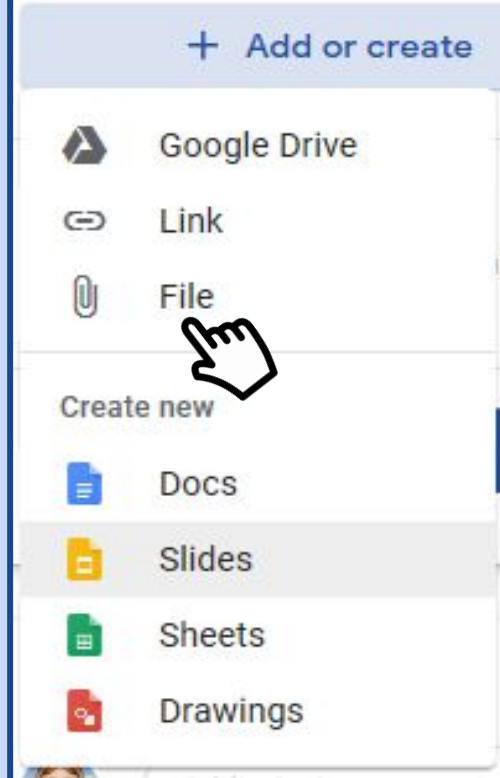 + Add or create
Google Drive
Link
File
Create new
Docs
Slides
Sheets
Drawings